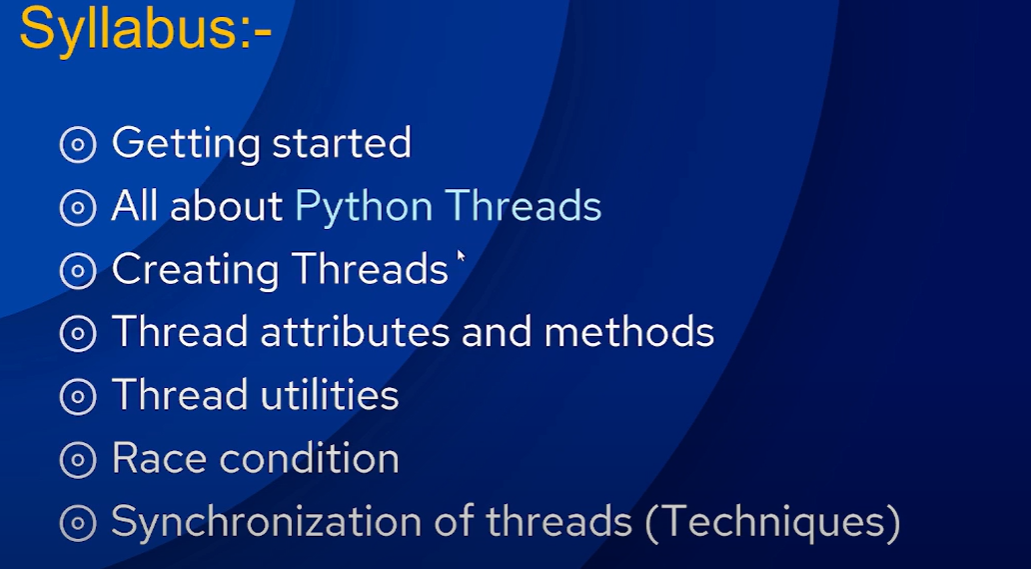 Syllabus:-
Getting started
All about Python Threads
Creating Threads
Thread attributes and methods
Thread utilities
Race condition
Synchronization of threads (Techniques)